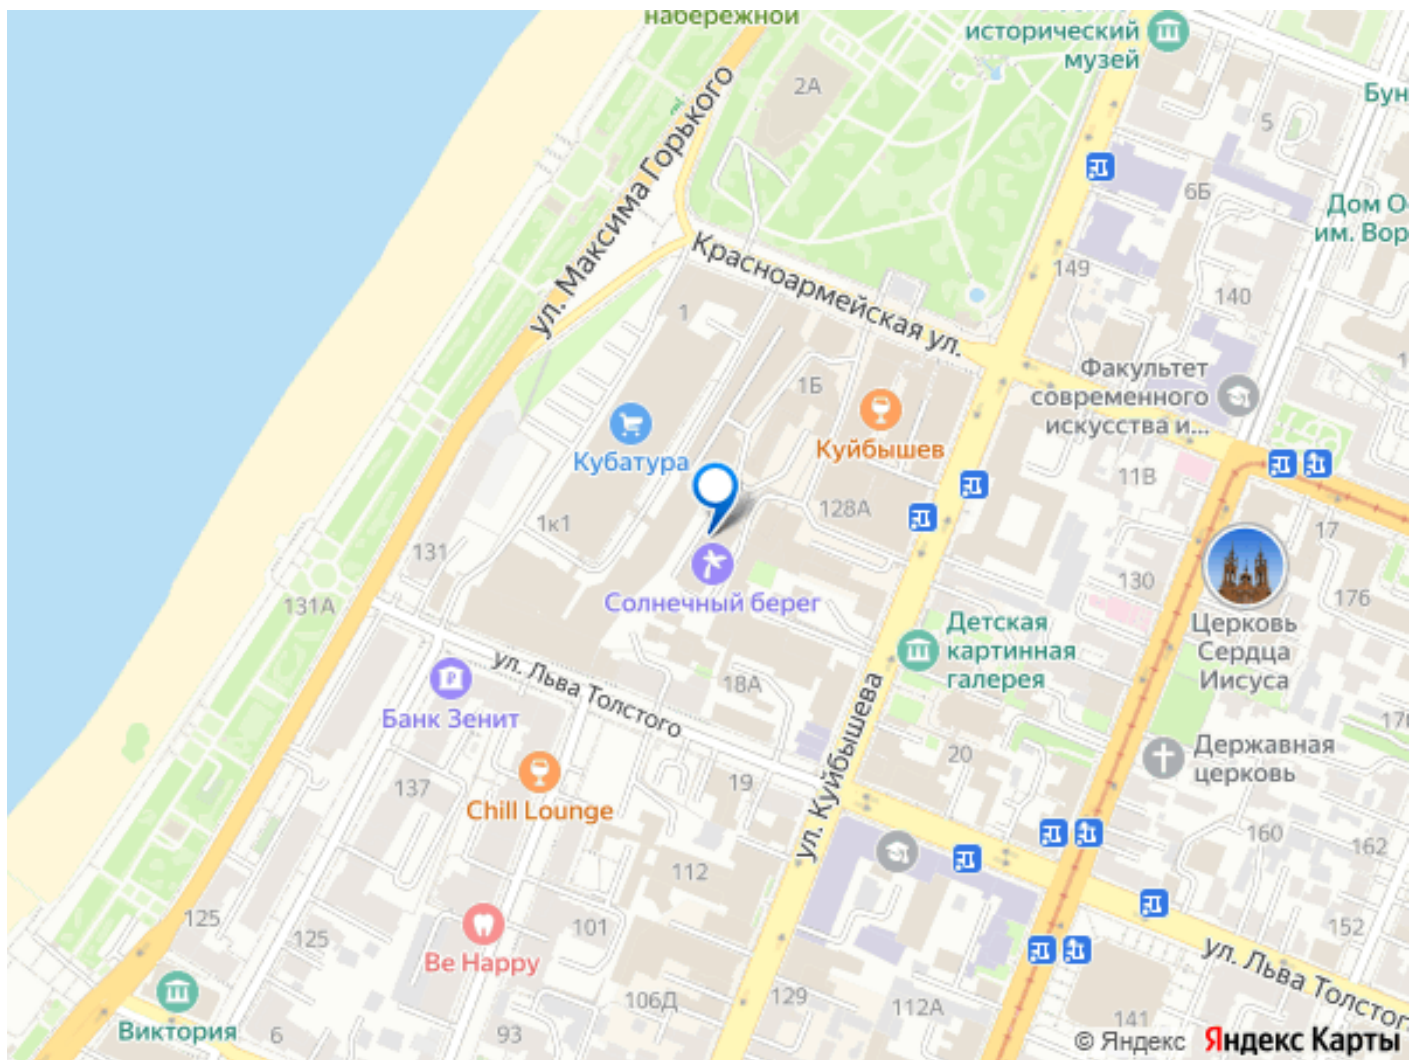 набережной
исторический
музей
2А
5
Бун
ул. Максима Горького
6Б
Дом О
им. Вор
Красноармейская ул.
149
140
1
1Б
Факультет
современного
искусства и...
Куйбышев
Кубатура
11В
128А
1к1
17
131
130
176
131А
Солнечный берег
Детская
картинная
галерея
Церковь
Сердца
Иисуса
ул. Льва Толстого
18А
Банк Зенит
ул. Куйбышева
20
Державная
церковь
137
19
Chill Lounge
160
162
112
125
125
101
152
Be Happy
ул. Льва Толстого
106Д
129
112А
141
Виктория
6
93
© Яндекс Яндекс Карты